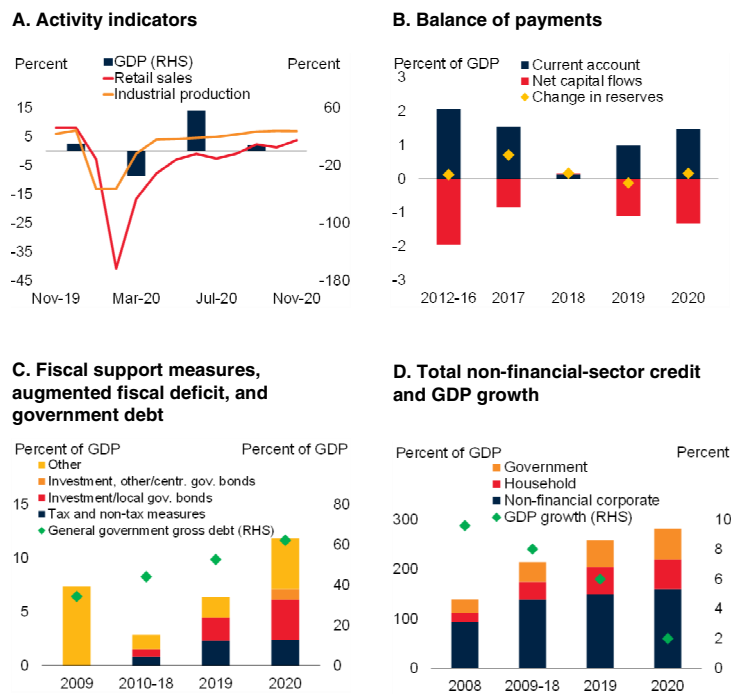 A. Activity indicators
Percent
GDP (RHS)
Retail sales
Industrial production
Percent
15
5
-5
-15
-25
-35
-45
60
-20
-100
-180
Nov-19 Mar-20 Jul-20 Nov-20
B. Balance of payments
Percent of GDP
Current account
Net capital flows
Change in reserves
3
2
1
0
-1
-2
-3
2012-16 2017 2018 2019 2020
C. Fiscal support measures,
augmented fiscal deficit, and
government debt
Percent of GDP
Percent of GDP
Other
Investment, other/centr. gov. bonds
Investment/local gov. bonds
Tax and non-tax measures
General government gross debt (RHS)
15
10
5
0
80
60
40
20
0
2009 2010-18 2019 2020
D. Total non-financial-sector credit
and GDP growth
Percent of GDP
Percent
Government
Household
Non-financial corporate
GDP growth (RHS)
300
200
100
0
10
8
6
4
2
0
2008 2009-18 2019 2020